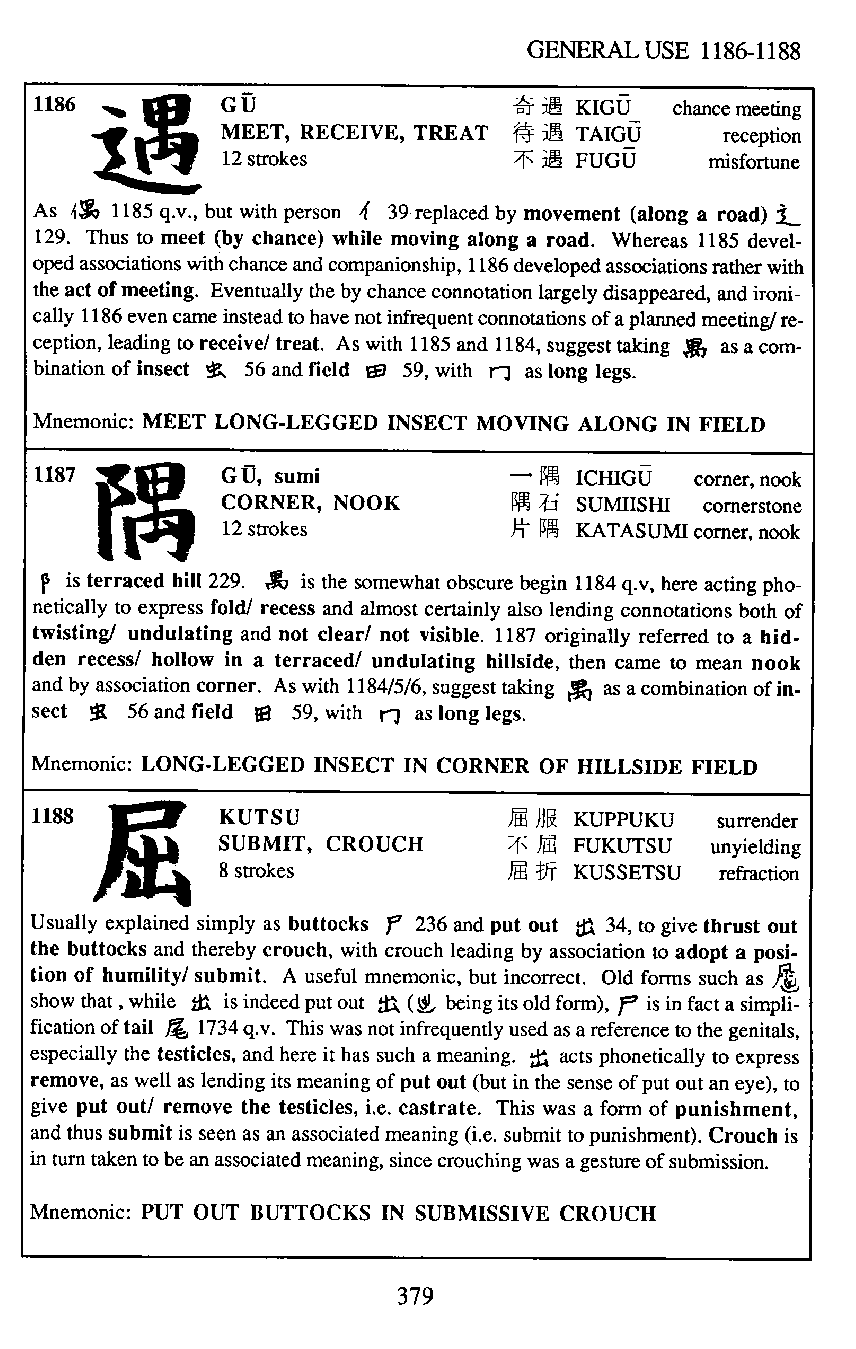 GENERAL USE 1186-1188
1186 遇 GŪ 奇遇 KIGŪ chance meeting
MEET, RECEIVE, TREAT 待遇 TAIGŪ reception
12 strokes 不遇 FUGŪ misfortune
As 偶 1185 q.v., but with person 亻 39 replaced by movement (along a road) 辶
129. Thus to meet (by chance) while moving along a road. Whereas 1185 devel-
oped associations with chance and companionship, 1186 developed associations rather with
the act of meeting. Eventually the by chance connotation largely disappeared, and ironi-
cally 1186 even came instead to have not infrequent connotations of a planned meeting/ re-
ception, leading to receive/ treat. As with 1185 and 1184, suggest taking 禺 as a com-
bination of insect 虫 56 and field 田 59, with 冂 as long legs.
Mnemonic: MEET LONG-LEGGED INSECT MOVING ALONG IN FIELD
1187 隅 GŪ, sumi 一隅 ICHIGŪ corner, nook
CORNER, NOOK 隅石 SUMIISHI cornerstone
12 strokes 片隅 KATASUMI corner, nook
阝 is terraced hill 229. 禺 is the somewhat obscure begin 1184 q.v, here acting pho-
netically to express fold/ recess and almost certainly also lending connotations both of
twisting/ undulating and not clear/ not visible. 1187 originally referred to a hid-
den recess/ hollow in a terraced/ undulating hillside, then came to mean nook
and by association corner. As with 1184/5/6, suggest taking 禺 as a combination of in-
sect 虫 56 and field 田 59, with 冂 as long legs.
Mnemonic: LONG-LEGGED INSECT IN CORNER OF HILLSIDE FIELD
1188 屈 KUTSU 屈服 KUPPUKU surrender
SUBMIT, CROUCH 不屈 FUKUTSU unyielding
8 strokes 屈折 KUSSETSU refraction
Usually explained simply as buttocks 尸 236 and put out 出 34, to give thrust out
the buttocks and thereby crouch, with crouch leading by association to adopt a posi-
tion of humility/ submit. A useful mnemonic, but incorrect. Old forms such as
show that , while 出 is indeed put out 出 ( being its old form), 尸 is in fact a simpli-
fication of tail 尾 1734 q.v. This was not infrequently used as a reference to the genitals,
especially the testicles, and here it has such a meaning. 出 acts phonetically to express
remove, as well as lending its meaning of put out (but in the sense of put out an eye), to
give put out/ remove the testicles, i.e. castrate. This was a form of punishment,
and thus submit is seen as an associated meaning (i.e. submit to punishment). Crouch is
in turn taken to be an associated meaning, since crouching was a gesture of submission.
Mnemonic: PUT OUT BUTTOCKS IN SUBMISSIVE CROUCH
379